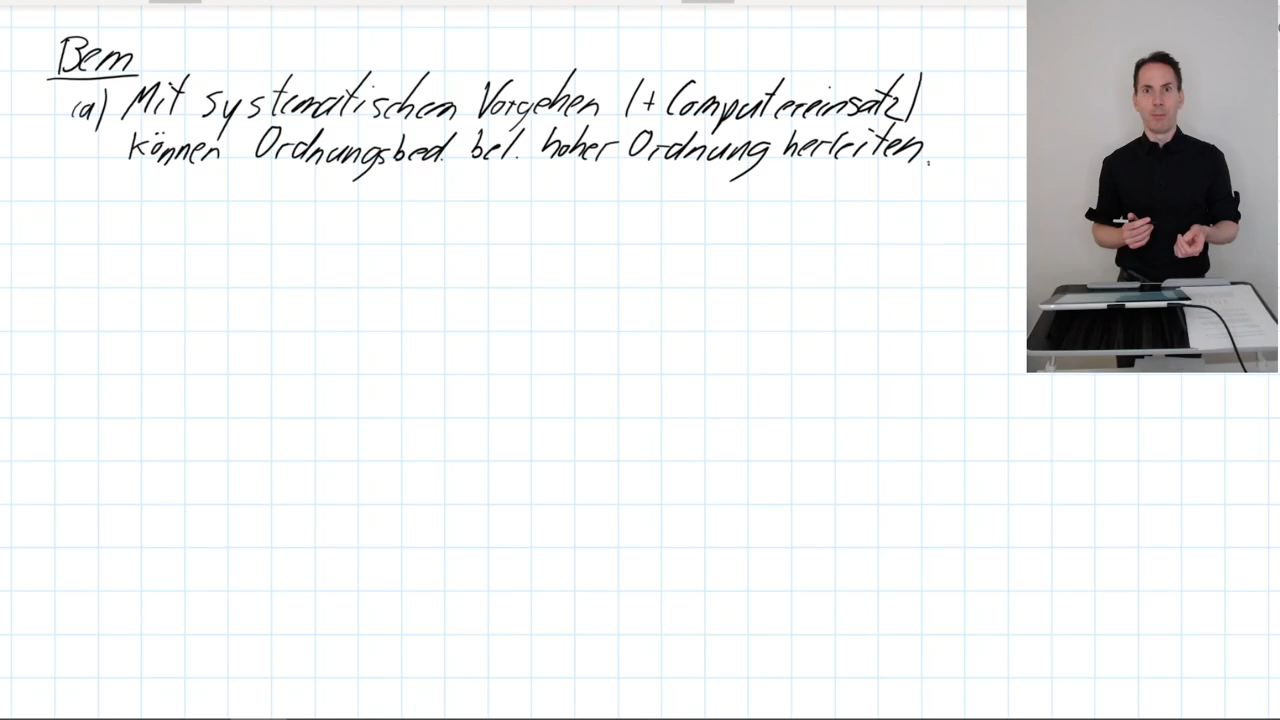 Bem
(a) Mit systematischem Vorgehen (+ Computereinsatz)
können Ordnungsbed. bel. hoher Ordnung herleiten.